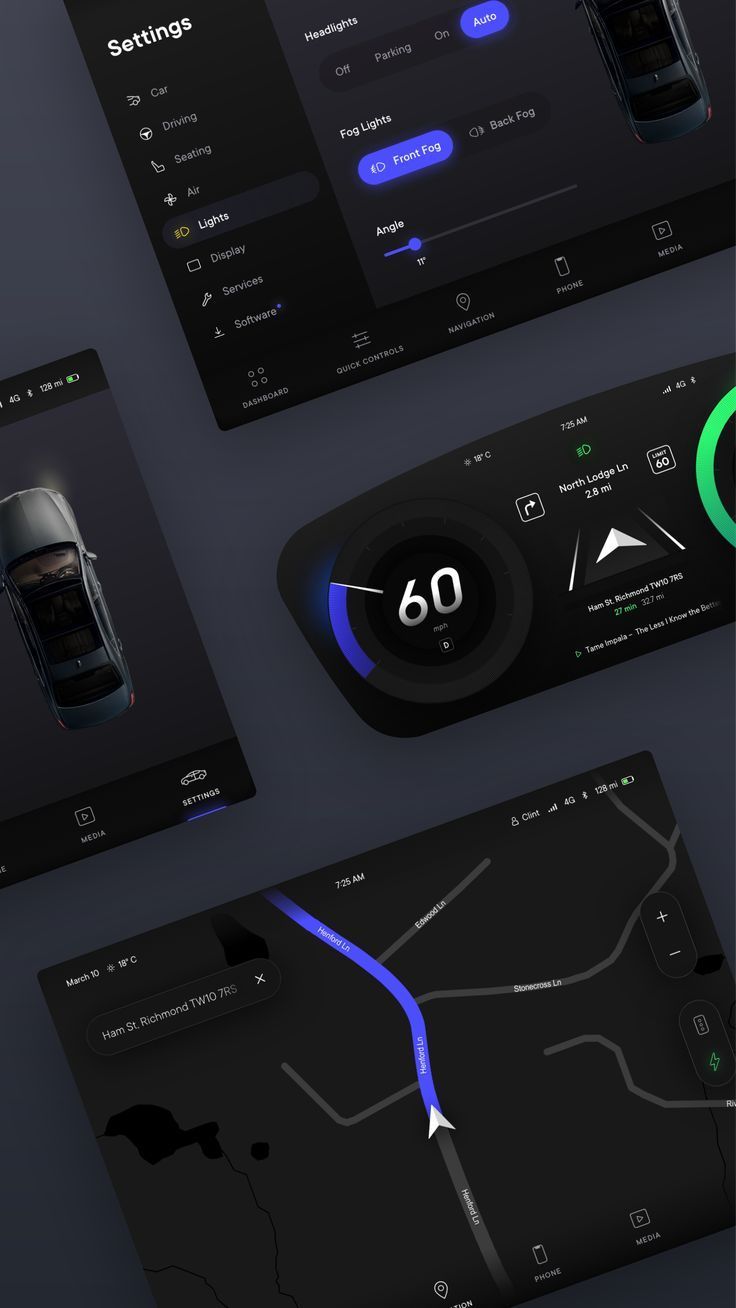 Settings
Car
Driving
Seating
Air
Lights
Display
Services
Software
Headlights
Off
Parking
On
Auto
Fog Lights
Front Fog
Back Fog
Angle
11°
DASHBOARD
QUICK CONTROLS
NAVIGATION
PHONE
MEDIA
4G
128 mi
MEDIA
SETTINGS
18° C
7:25 AM
4G
North Lodge Ln
2.8 mi
LIMIT
60
60
mph
D
Ham St. Richmond TW10 7RS
27 min 32.7 mi
Tame Impala – The Less I Know the Better
March 10
18° C
7:25 AM
Clint
4G
128 mi
Ham St. Richmond TW10 7RS
Henford Ln
Edwood Ln
Stonecross Ln
Henford Ln
Henford Ln
PHONE
MEDIA